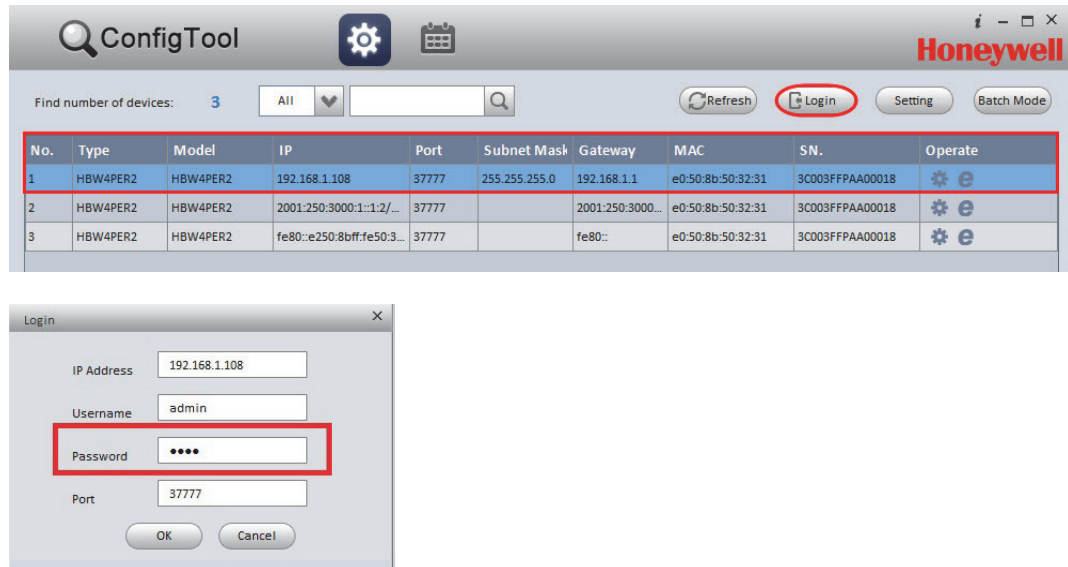 ConfigTool
i
Honeywell
Find number of devices: 3 All Refresh Login Setting Batch Mode
No. Type Model IP Port Subnet Mask Gateway MAC SN. Operate
1 HBW4PER2 HBW4PER2 192.168.1.108 37777 255.255.255.0 192.168.1.1 e0:50:8b:50:32:31 3C003FFPAA00018
2 HBW4PER2 HBW4PER2 2001:250:3000:1::1:2/... 37777 2001:250:3000... e0:50:8b:50:32:31 3C003FFPAA00018
3 HBW4PER2 HBW4PER2 fe80::e250:8bff:fe50:3... 37777 fe80:: e0:50:8b:50:32:31 3C003FFPAA00018
Login
IP Address 192.168.1.108
Username admin
Password ••••
Port 37777
OK Cancel